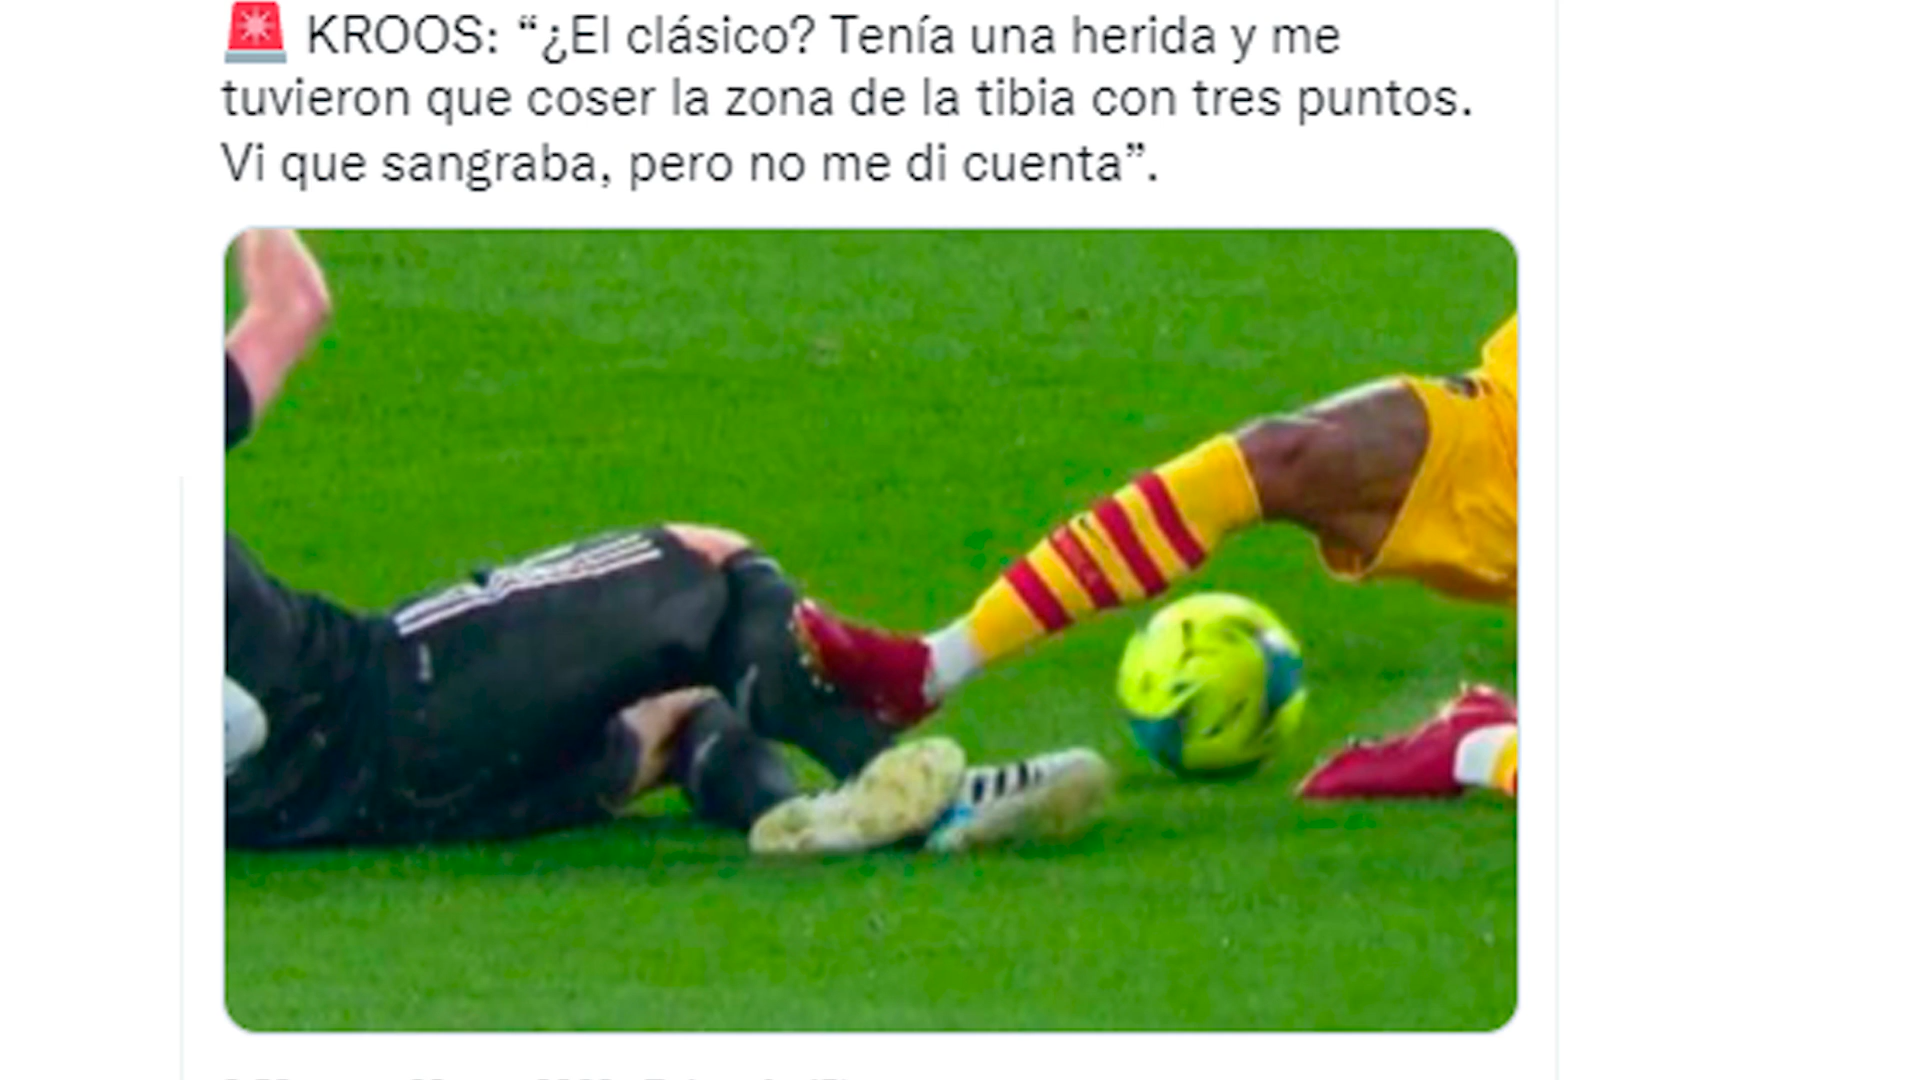 🚨 KROOS: “¿El clásico? Tenía una herida y me
tuvieron que coser la zona de la tibia con tres puntos.
Vi que sangraba, pero no me di cuenta”.